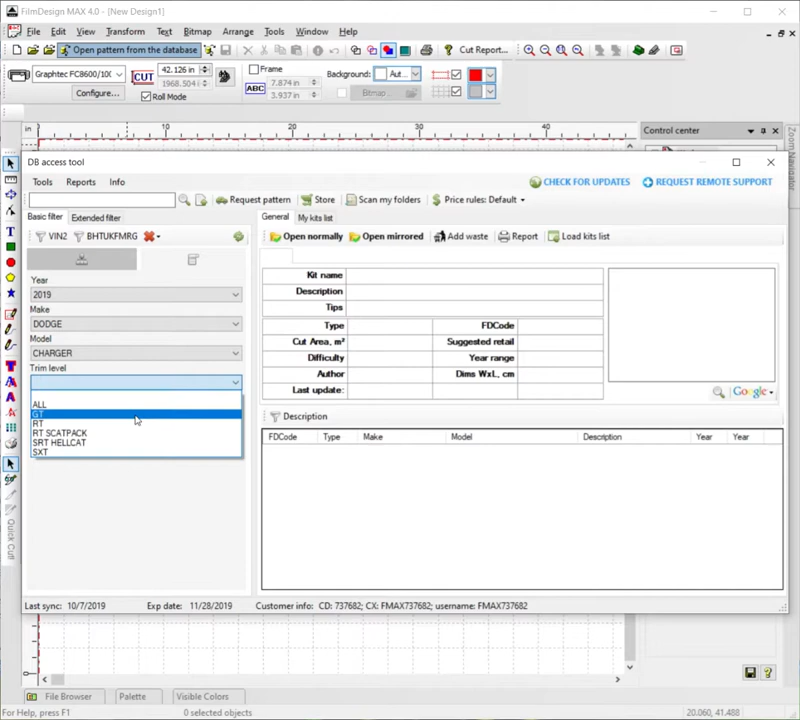 FilmDesign MAX 4.0 - [New Design1]
File Edit View Transform Text Bitmap Arrange Tools Window Help
Open pattern from the database
Cut Report...
Graphtec FC8600/100
CUT
42.126 in
1968.504 in
Frame
ABC
7.874 in
3.937 in
Background:
Aut...
Configure...
Roll Mode
Bitmap...
in
0 10 20 30 40
Control center
Zoom
Navigator
DB access tool
Tools Reports Info
CHECK FOR UPDATES
REQUEST REMOTE SUPPORT
Request pattern
Store
Scan my folders
Price rules: Default
Basic filter
Extended filter
General
My kits list
VIN2
BHTUKFMRG
Open normally
Open mirrored
Add waste
Report
Load kits list
Year
2019
Make
DODGE
Model
CHARGER
Trim level
ALL
GT
RT
RT SCATPACK
SRT HELLCAT
SXT
Kit name
Description
Tips
Type
FDCode
Cut Area, m²
Suggested retail
Difficulty
Year range
Author
Dims WxL, cm
Last update:
Google
Description
FDCode Type Make Model Description Year Year
Last sync: 10/7/2019
Exp date: 11/28/2019
Customer info: CD: 737682; CX: FMAX737682; username: FMAX737682
T
T
A
A
Quick Cut!
File Browser
Palette
Visible Colors
For Help, press F1
0 selected objects
20.060, 41.488